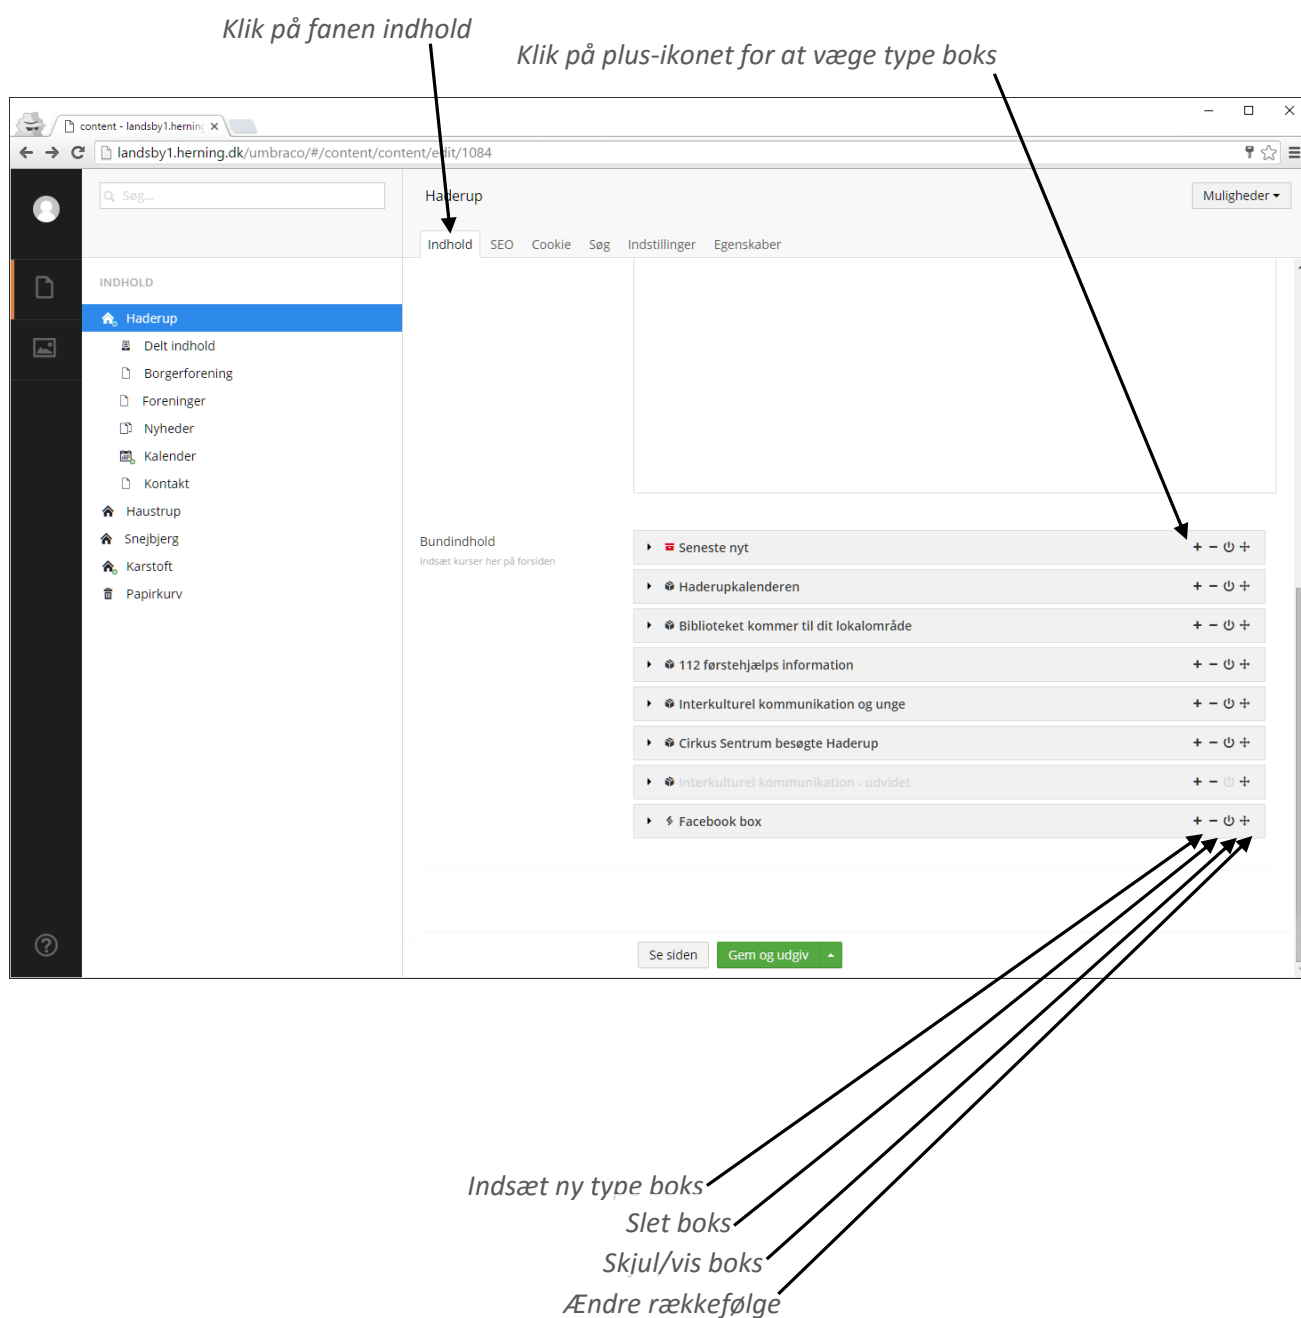 Klik på fanen indhold
Klik på plus-ikonet for at væge type boks
content - landsby1.herning
landsby1.herning.dk/umbraco/#/content/content/edit/1084
Søg...
Haderup
Muligheder
Indhold SEO Cookie Søg Indstillinger Egenskaber
INDHOLD
Haderup
Delt indhold
Borgerforening
Foreninger
Nyheder
Kalender
Kontakt
Haustrup
Snejbjerg
Karstoft
Papirkurv
Bundindhold
Indsæt kurser her på forsiden
Seneste nyt
Haderupkalenderen
Biblioteket kommer til dit lokalområde
112 førstehjælps information
Interkulturel kommunikation og unge
Cirkus Sentrum besøgte Haderup
Interkulturel kommunikation - udvidet
Facebook box
Se siden
Gem og udgiv
Indsæt ny type boks
Slet boks
Skjul/vis boks
Ændre rækkefølge